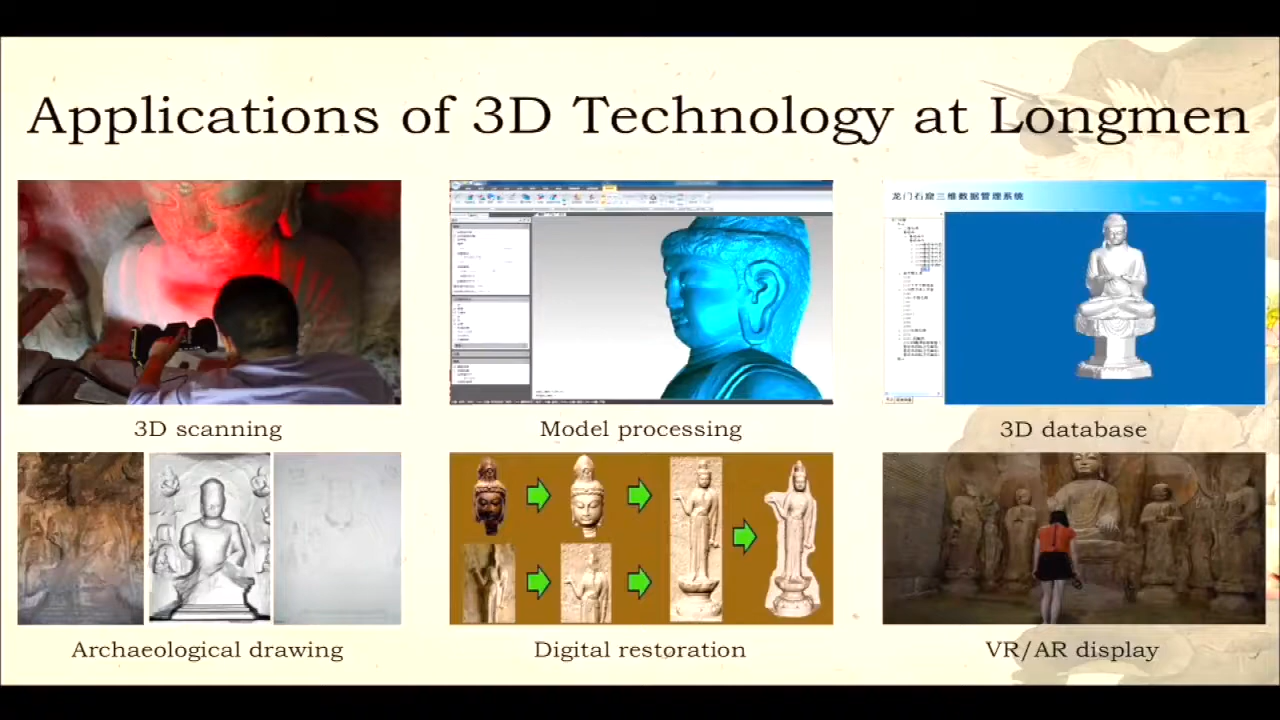 Applications of 3D Technology at Longmen
龙门石窟三维数据管理系统
3D scanning
Model processing
3D database
Archaeological drawing
Digital restoration
VR/AR display